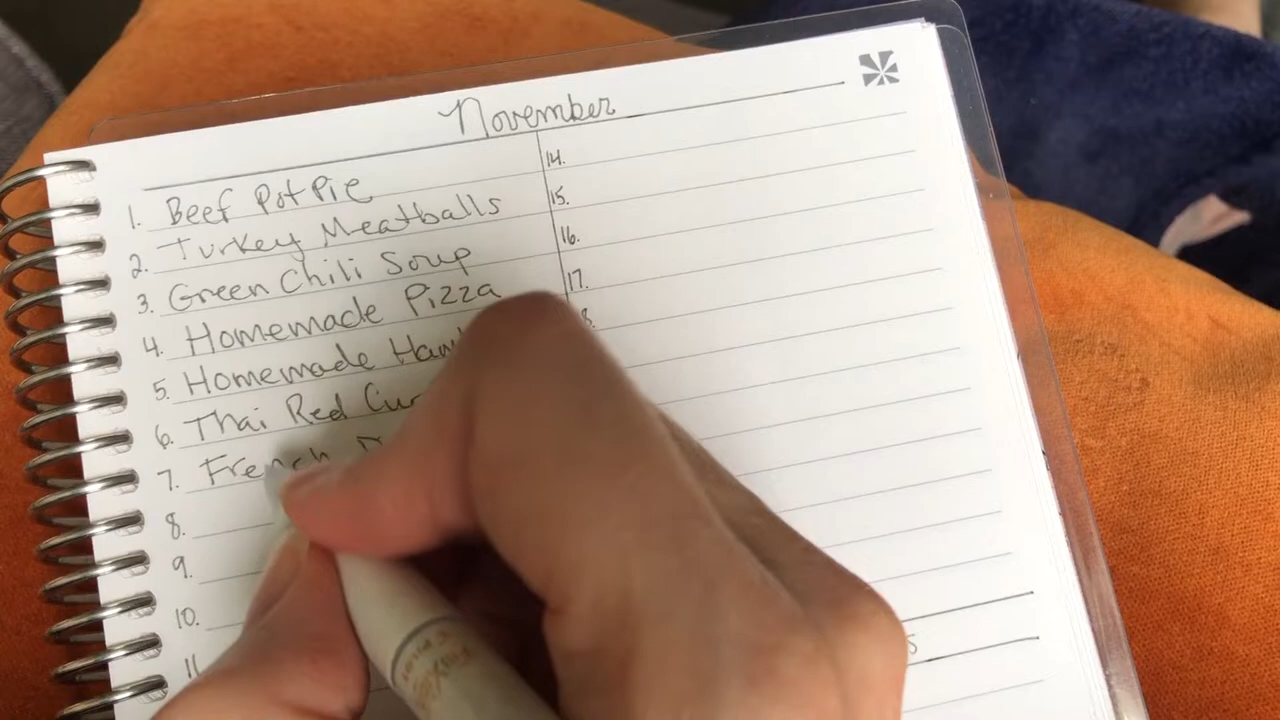 November
1. Beef Pot Pie
2. Turkey Meatballs
3. Green Chili Soup
4. Homemade Pizza
5. Homemade
6. Thai Red
7. French
8.
9.
10.
11.
14.
15.
16.
17.